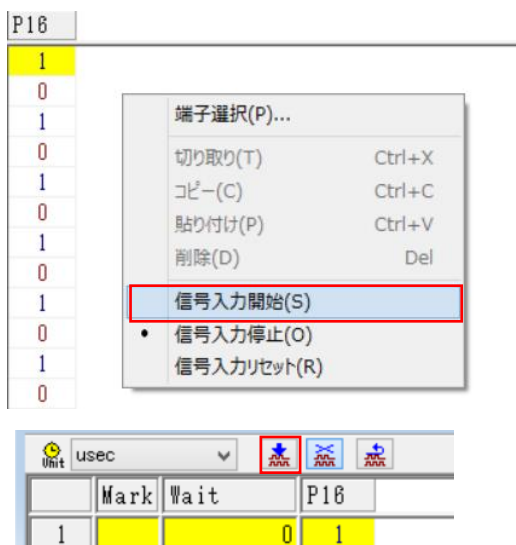 P16
1
0
1
0
1
0
1
0
1
0
1
0
端子選択(P)...
切り取り(T) Ctrl+X
コピー(C) Ctrl+C
貼り付け(P) Ctrl+V
削除(D) Del
信号入力開始(S)
• 信号入力停止(O)
信号入力リセット(R)
Unit usec
Mark Wait P16
1 0 1